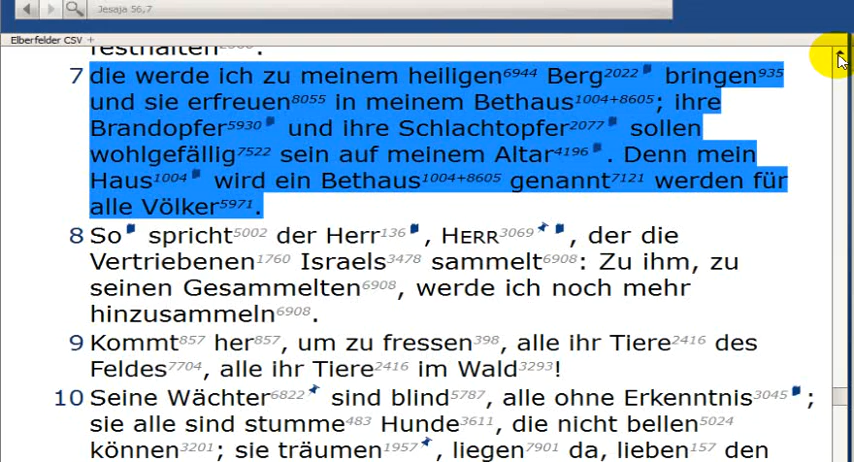 Jesaja 56,7
Elberfelder CSV +
festhalten2388.
7 die werde ich zu meinem heiligen6944 Berg2022 bringen935
und sie erfreuen8055 in meinem Bethaus1004+8605; ihre
Brandopfer5930 und ihre Schlachtopfer2077 sollen
wohlgefällig7522 sein auf meinem Altar4196. Denn mein
Haus1004 wird ein Bethaus1004+8605 genannt7121 werden für
alle Völker5971.
8 So spricht5002 der Herr136, HERR3069, der die
Vertriebenen1760 Israels3478 sammelt6908: Zu ihm, zu
seinen Gesammelten6908, werde ich noch mehr
hinzusammeln6908.
9 Kommt857 her857, um zu fressen398, alle ihr Tiere2416 des
Feldes7704, alle ihr Tiere2416 im Wald3293!
10 Seine Wächter6822 sind blind5787, alle ohne Erkenntnis3045;
sie alle sind stumme483 Hunde3611, die nicht bellen5024
können3201; sie träumen1957, liegen7901 da, lieben157 den